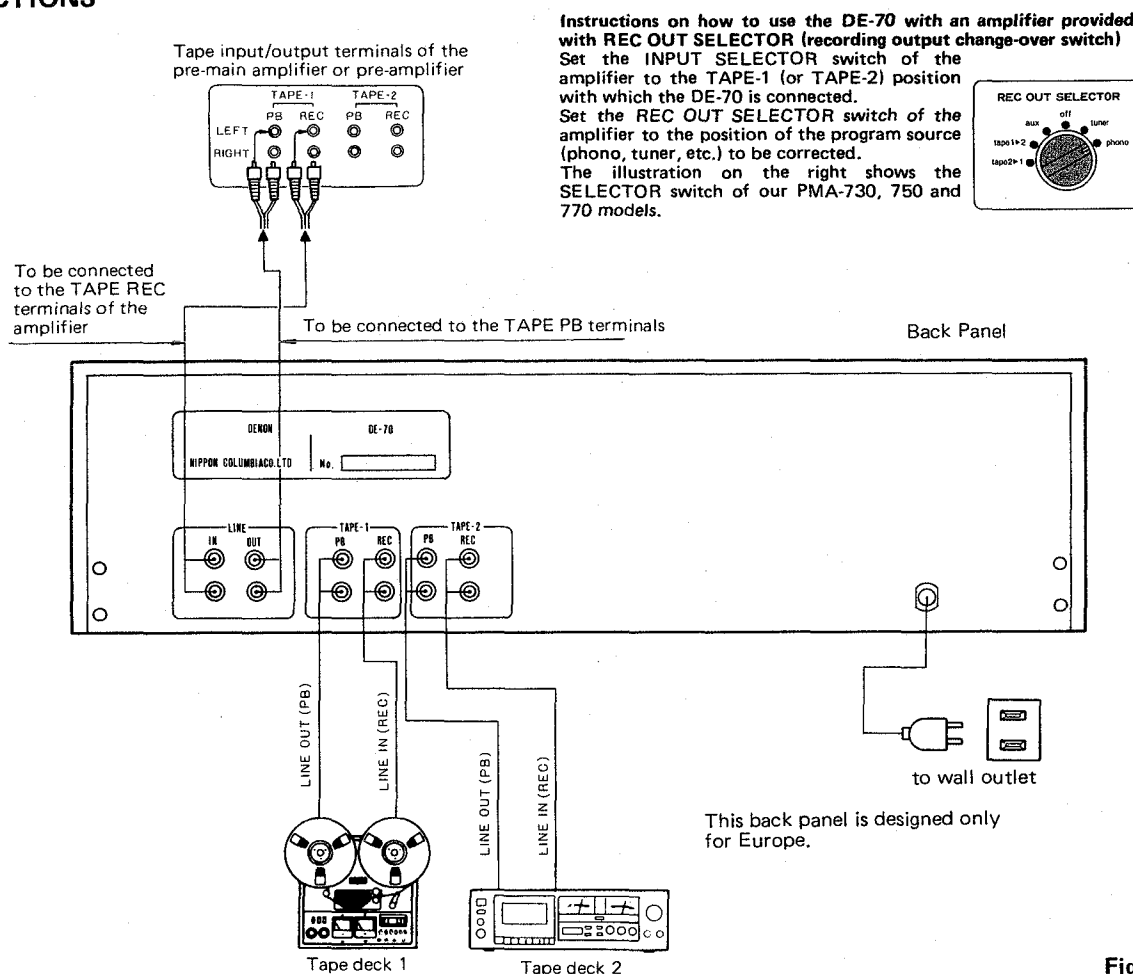 CTIONS
Instructions on how to use the DE-70 with an amplifier provided
with REC OUT SELECTOR (recording output change-over switch)
Set the INPUT SELECTOR switch of the
amplifier to the TAPE-1 (or TAPE-2) position
with which the DE-70 is connected.
Set the REC OUT SELECTOR switch of the
amplifier to the position of the program source
(phono, tuner, etc.) to be corrected.
The illustration on the right shows the
SELECTOR switch of our PMA-730, 750 and
770 models.
REC OUT SELECTOR
off
aux
tuner
tape1▸2
phono
tape2▸1
Tape input/output terminals of the
pre-main amplifier or pre-amplifier
TAPE-1 TAPE-2
PB REC PB REC
LEFT
RIGHT
To be connected
to the TAPE REC
terminals of the
amplifier
To be connected to the TAPE PB terminals
Back Panel
DENON DE-70
NIPPON COLUMBIACO.LTD No.
LINE TAPE-1 TAPE-2
IN OUT PB REC PB REC
LINE OUT (PB)
LINE IN (REC)
LINE OUT (PB)
LINE IN (REC)
to wall outlet
This back panel is designed only
for Europe.
Tape deck 1
Tape deck 2
Fig